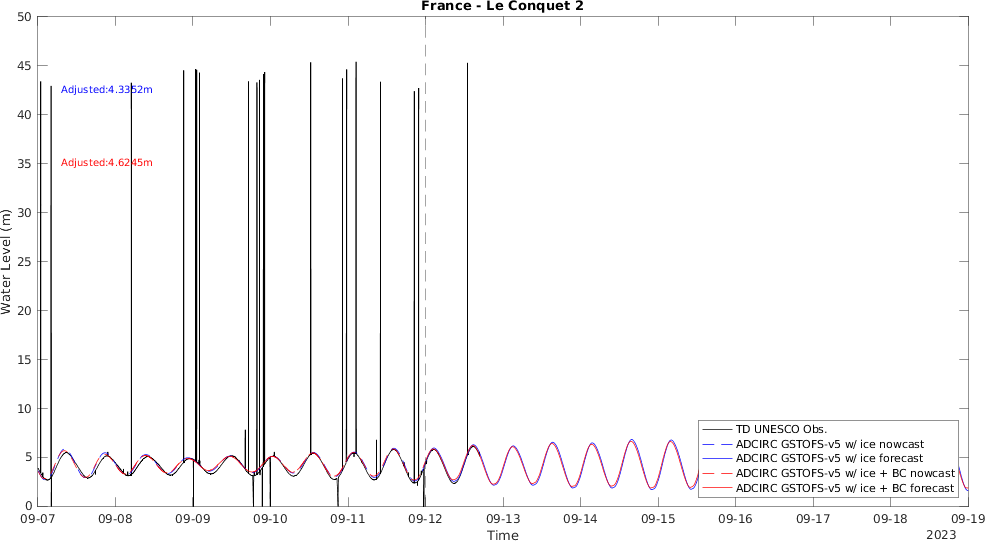 France - Le Conquet 2
50
45
40
35
30
25
20
15
10
5
0
Water Level (m)
Adjusted:4.3352m
Adjusted:4.6245m
TD UNESCO Obs.
ADCIRC GSTOFS-v5 w/ ice nowcast
ADCIRC GSTOFS-v5 w/ ice forecast
ADCIRC GSTOFS-v5 w/ ice + BC nowcast
ADCIRC GSTOFS-v5 w/ ice + BC forecast
09-07 09-08 09-09 09-10 09-11 09-12 09-13 09-14 09-15 09-16 09-17 09-18 09-19
Time
2023